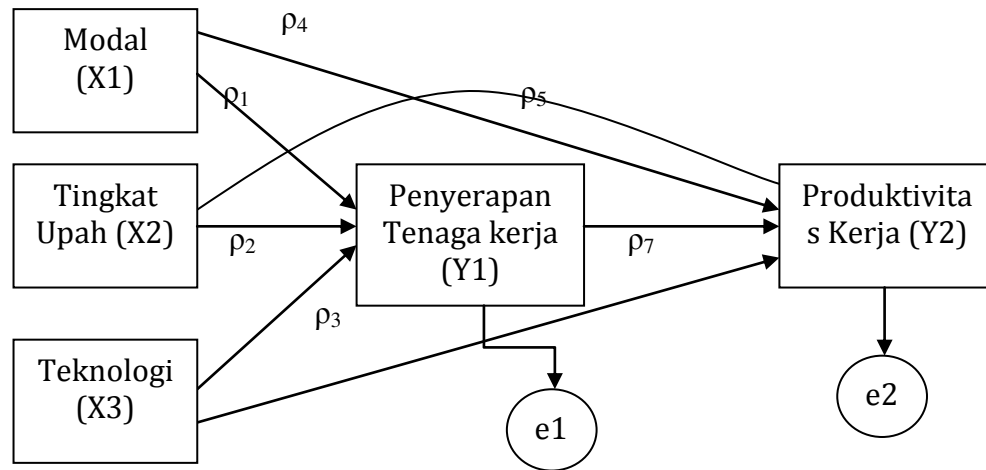 Modal
(X1)
ρ4
ρ1
ρ5
Tingkat
Upah (X2)
ρ2
Penyerapan
Tenaga kerja
(Y1)
ρ7
Produktivita
s Kerja (Y2)
ρ3
Teknologi
(X3)
e1
e2